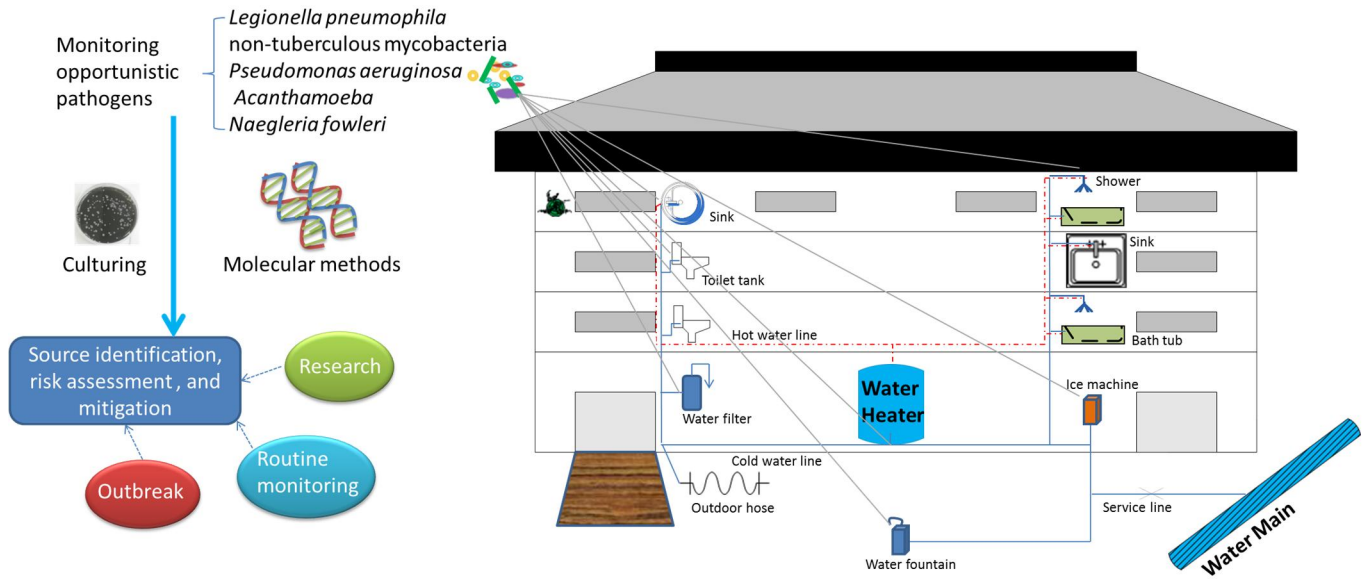 Monitoring
opportunistic
pathogens
Legionella pneumophila
non-tuberculous mycobacteria
Pseudomonas aeruginosa
Acanthamoeba
Naegleria fowleri
Culturing
Molecular methods
Source identification,
risk assessment , and
mitigation
Research
Routine
monitoring
Outbreak
Shower
Sink
Sink
Toilet tank
Hot water line
Bath tub
Water
Heater
Ice machine
Water filter
Cold water line
Outdoor hose
Service line
Water fountain
Water Main